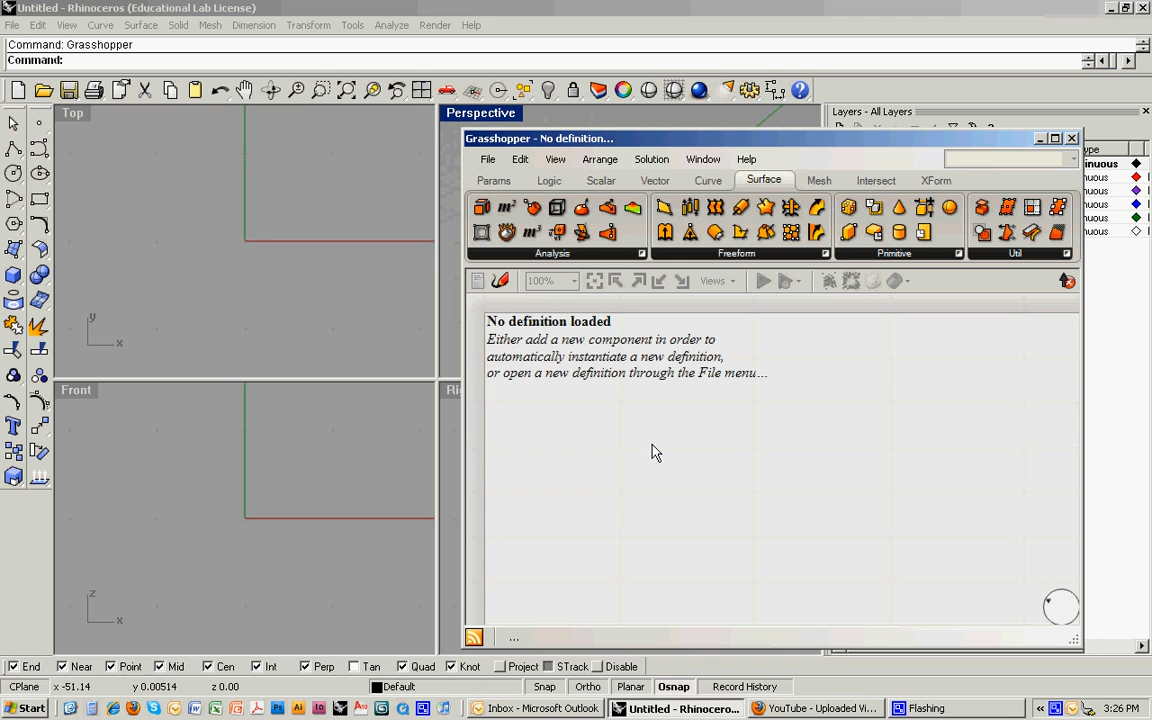 Untitled - Rhinoceros (Educational Lab License)
File Edit View Curve Surface Solid Mesh Dimension Transform Tools Analyze Render Help
Command: Grasshopper
Command:
Top
Perspective
Layers - All Layers
Grasshopper - No definition...
File Edit View Arrange Solution Window Help
Params Logic Scalar Vector Curve Surface Mesh Intersect XForm
m²
m³
Analysis Freeform Primitive Util
100%
Views
No definition loaded
Either add a new component in order to
automatically instantiate a new definition,
or open a new definition through the File menu...
...
y
x
Front
z
x
End Near Point Mid Cen Int Perp Tan Quad Knot Project STrack Disable
CPlane x -51.14 y 0.00514 z 0.00 Default Snap Ortho Planar Osnap Record History
Start Inbox - Microsoft Outlook Untitled - Rhinocero... YouTube - Uploaded Vi... Flashing 3:26 PM